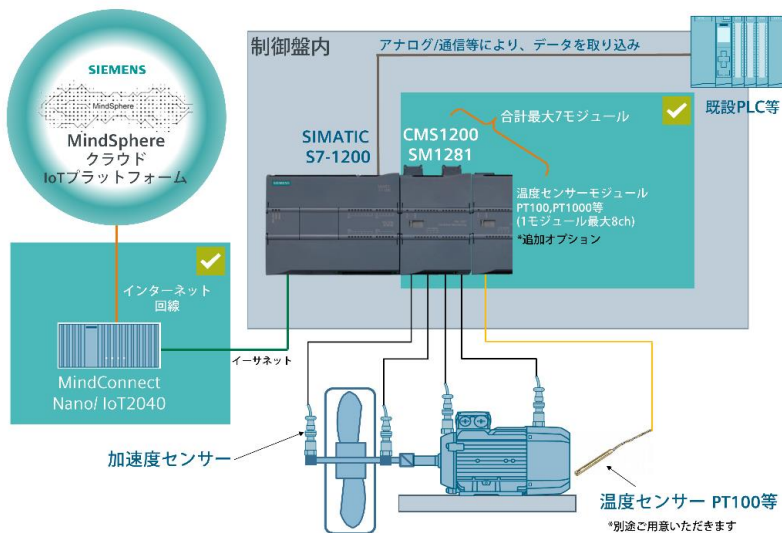 制御盤内
アナログ/通信等により、データを取り込み
既設PLC等
SIEMENS
MindSphere
MindSphere
クラウド
IoTプラットフォーム
SIMATIC
S7-1200
CMS1200
SM1281
合計最大7モジュール
温度センサーモジュール
PT100,PT1000等
(1モジュール最大8ch)
*追加オプション
SIEMENS
インターネット
回線
イーサネット
MindConnect
Nano/ IoT2040
加速度センサー
温度センサー PT100等
*別途ご用意いただきます